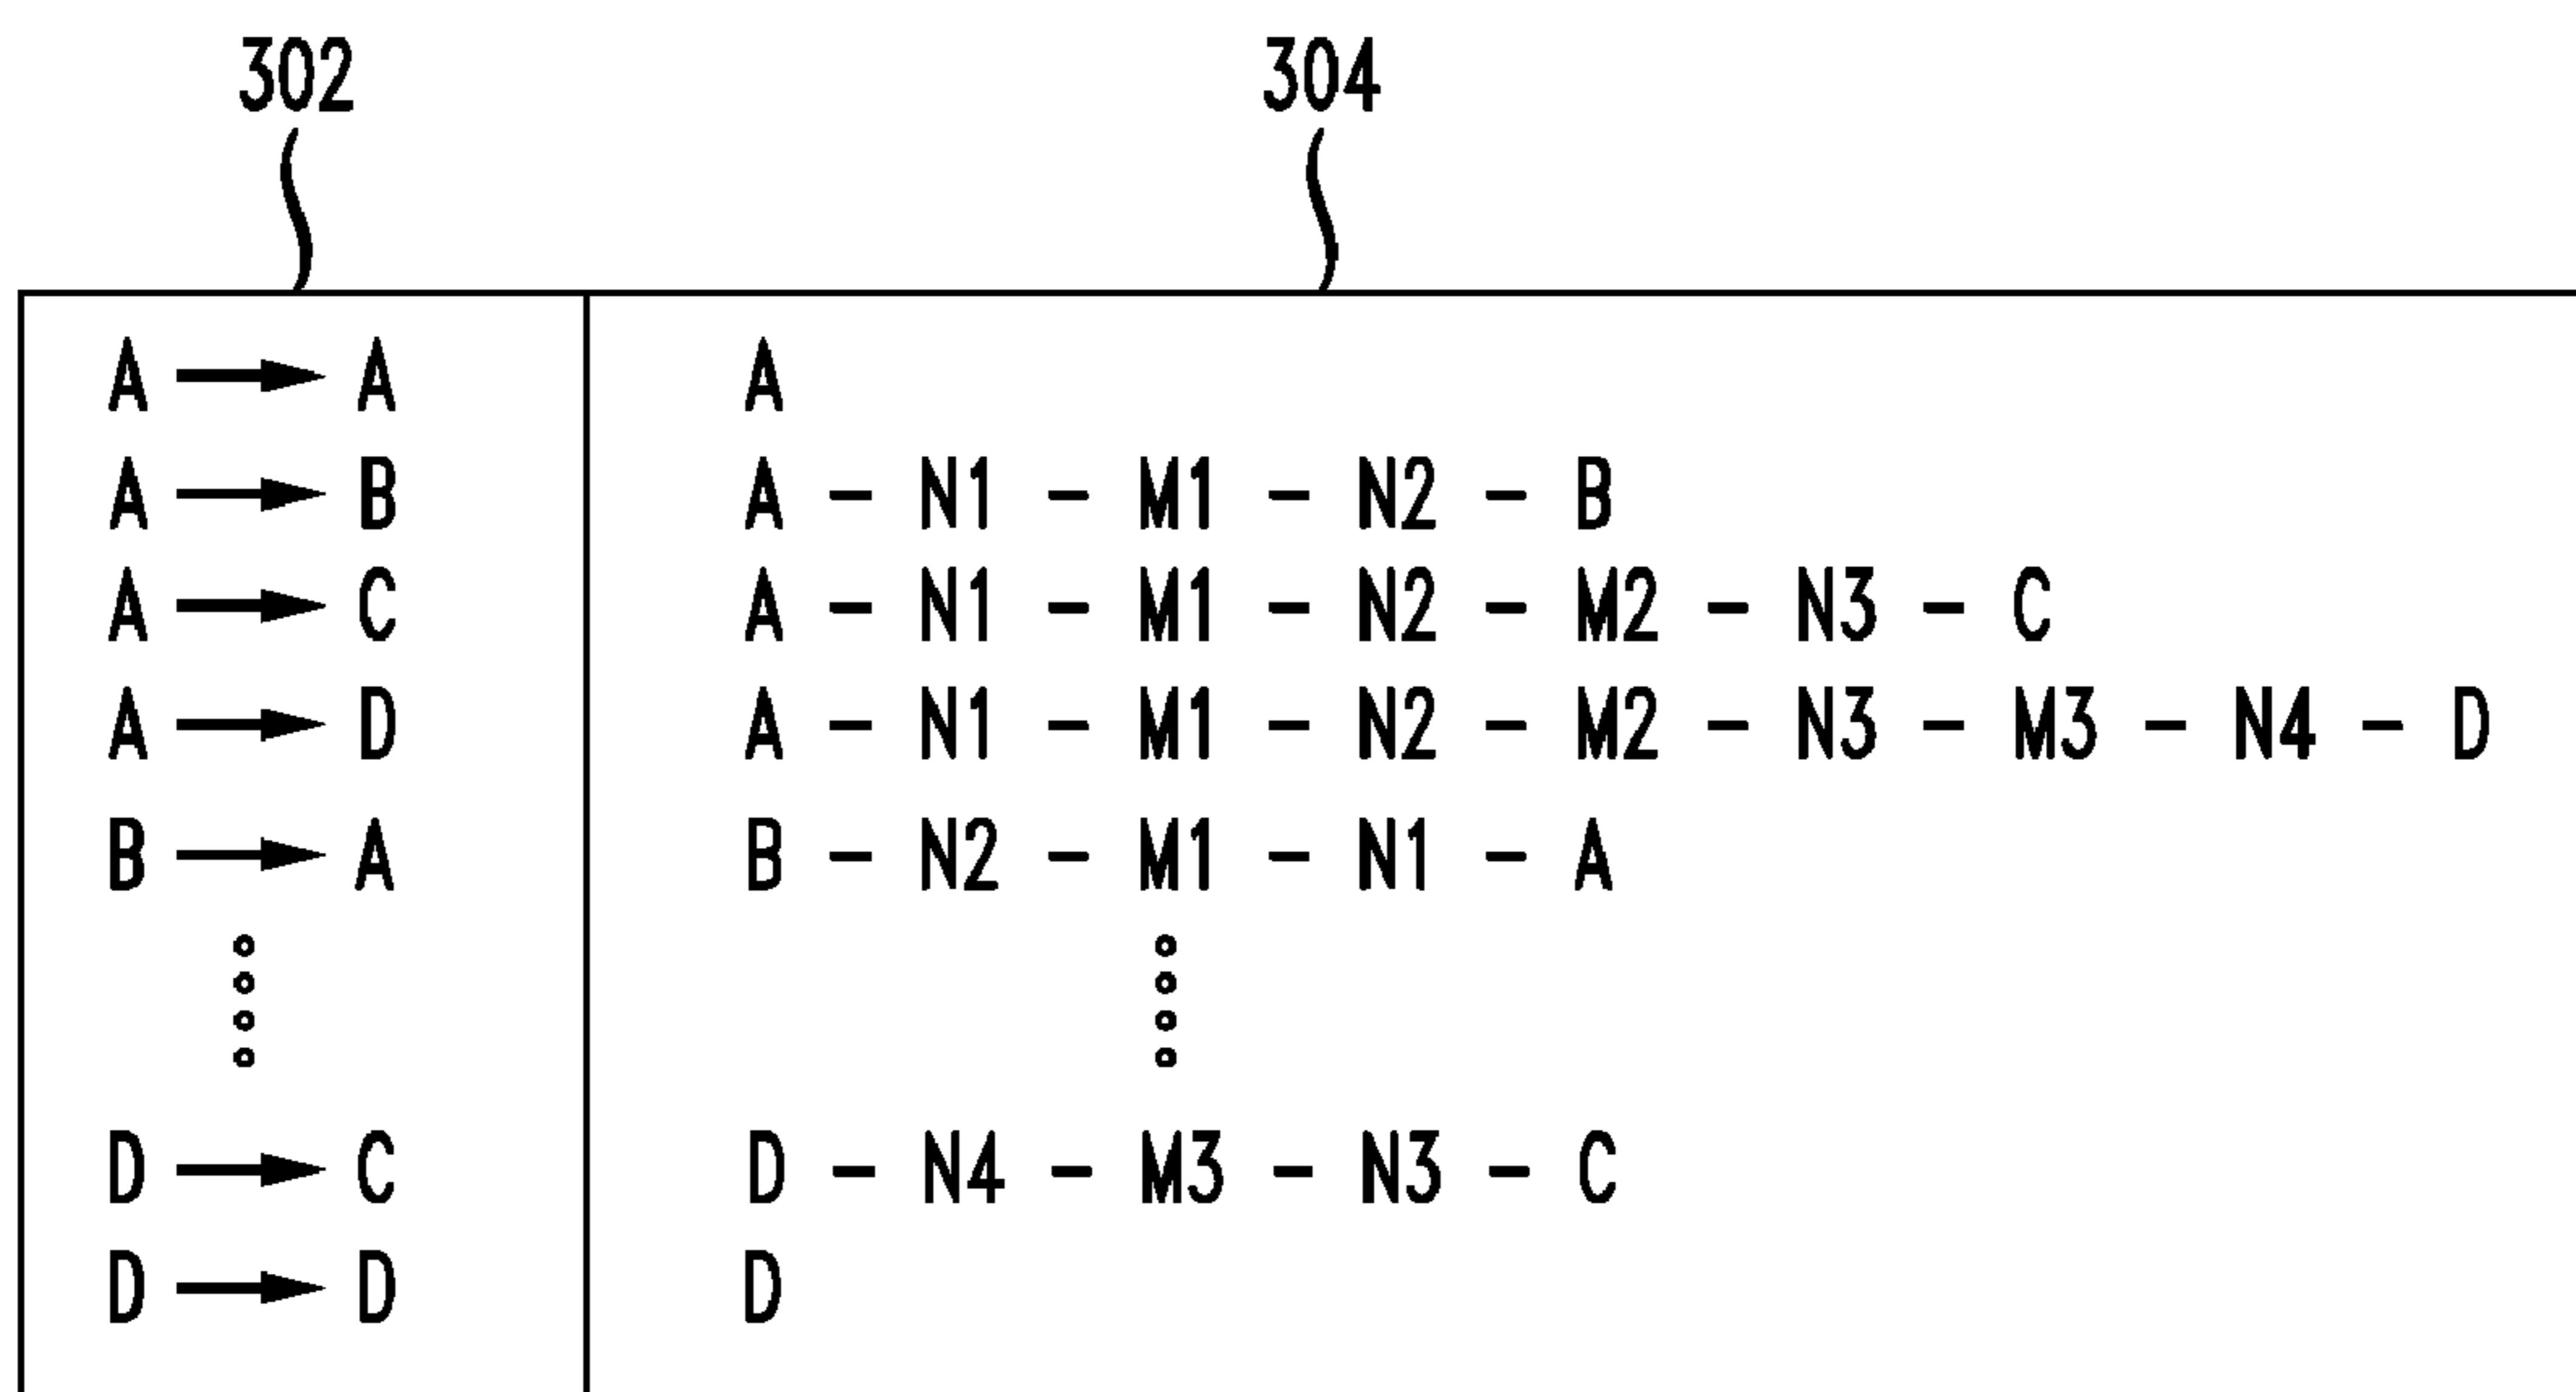 302 304
A → A A
A → B A - N1 - M1 - N2 - B
A → C A - N1 - M1 - N2 - M2 - N3 - C
A → D A - N1 - M1 - N2 - M2 - N3 - M3 - N4 - D
B → A B - N2 - M1 - N1 - A
D → C D - N4 - M3 - N3 - C
D → D D